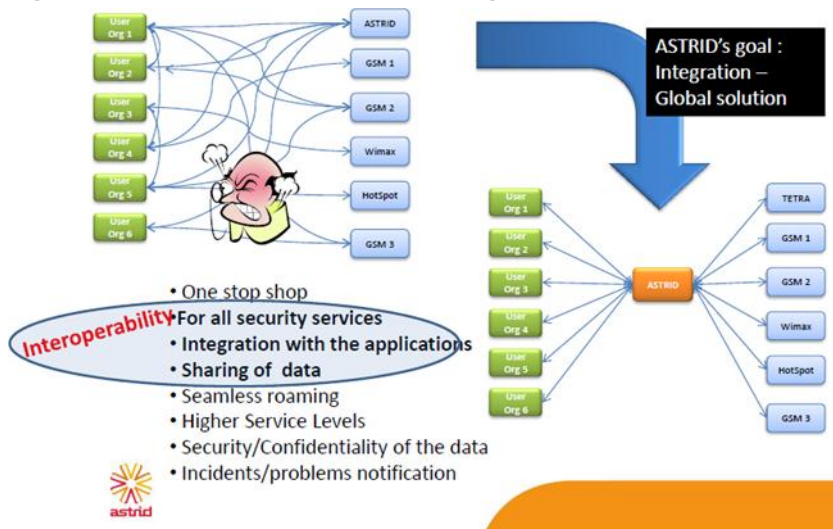 User
Org 1
User
Org 2
User
Org 3
User
Org 4
User
Org 5
User
Org 6
ASTRID
GSM 1
GSM 2
Wimax
HotSpot
GSM 3
ASTRID's goal :
Integration –
Global solution
User
Org 1
User
Org 2
User
Org 3
User
Org 4
User
Org 5
User
Org 6
ASTRID
TETRA
GSM 1
GSM 2
Wimax
HotSpot
GSM 3
Interoperability
• One stop shop
• For all security services
• Integration with the applications
• Sharing of data
• Seamless roaming
• Higher Service Levels
• Security/Confidentiality of the data
• Incidents/problems notification
astrid